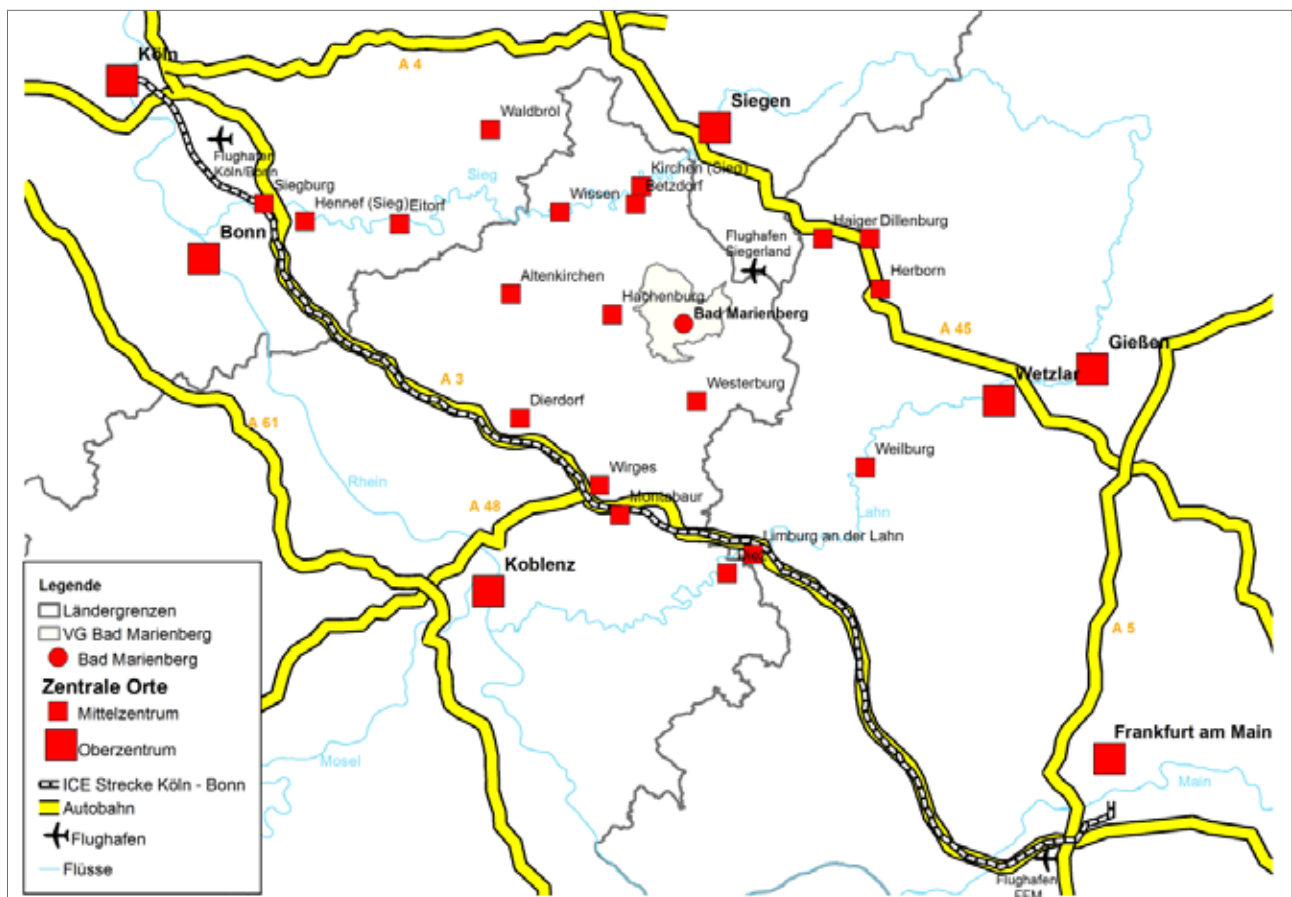 Köln
A 4
Siegen
Waldbröl
Flughafen
Köln/Bonn
Kirchen (Sieg)
Betzdorf
Sieg
Wissen
Siegburg
Hennef (Sieg)
Eitorf
Bonn
Flughafen
Siegerland
Haiger
Dillenburg
Herborn
Altenkirchen
Hachenburg
Bad Marienberg
A 45
Gießen
Wetzlar
A 3
Westerburg
Dierdorf
A 61
Weilburg
Rhein
Wirges
A 48
Montabaur
Lahn
Limburg an der Lahn
Koblenz
Legende
Ländergrenzen
VG Bad Marienberg
Bad Marienberg
Zentrale Orte
Mittelzentrum
Oberzentrum
ICE Strecke Köln - Bonn
Autobahn
Flughafen
Flüsse
A 5
Mosel
Frankfurt am Main
Main
Flughafen
FFM